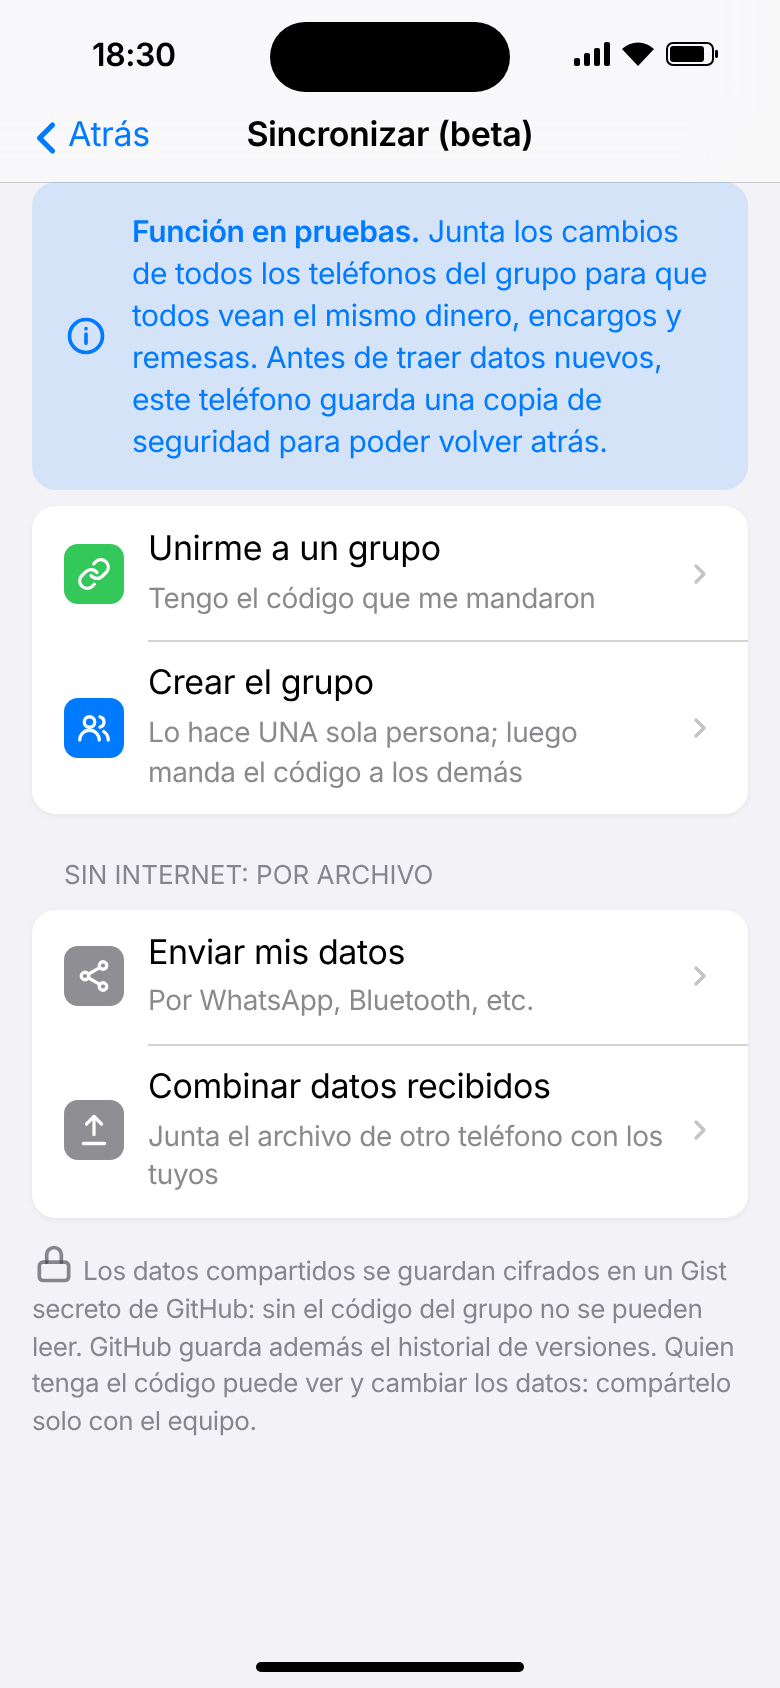 18:30
Atrás
Sincronizar (beta)
Función en pruebas. Junta los cambios
de todos los teléfonos del grupo para que
todos vean el mismo dinero, encargos y
remesas. Antes de traer datos nuevos,
este teléfono guarda una copia de
seguridad para poder volver atrás.
Unirme a un grupo
Tengo el código que me mandaron
Crear el grupo
Lo hace UNA sola persona; luego
manda el código a los demás
SIN INTERNET: POR ARCHIVO
Enviar mis datos
Por WhatsApp, Bluetooth, etc.
Combinar datos recibidos
Junta el archivo de otro teléfono con los
tuyos
Los datos compartidos se guardan cifrados en un Gist
secreto de GitHub: sin el código del grupo no se pueden
leer. GitHub guarda además el historial de versiones. Quien
tenga el código puede ver y cambiar los datos: compártelo
solo con el equipo.